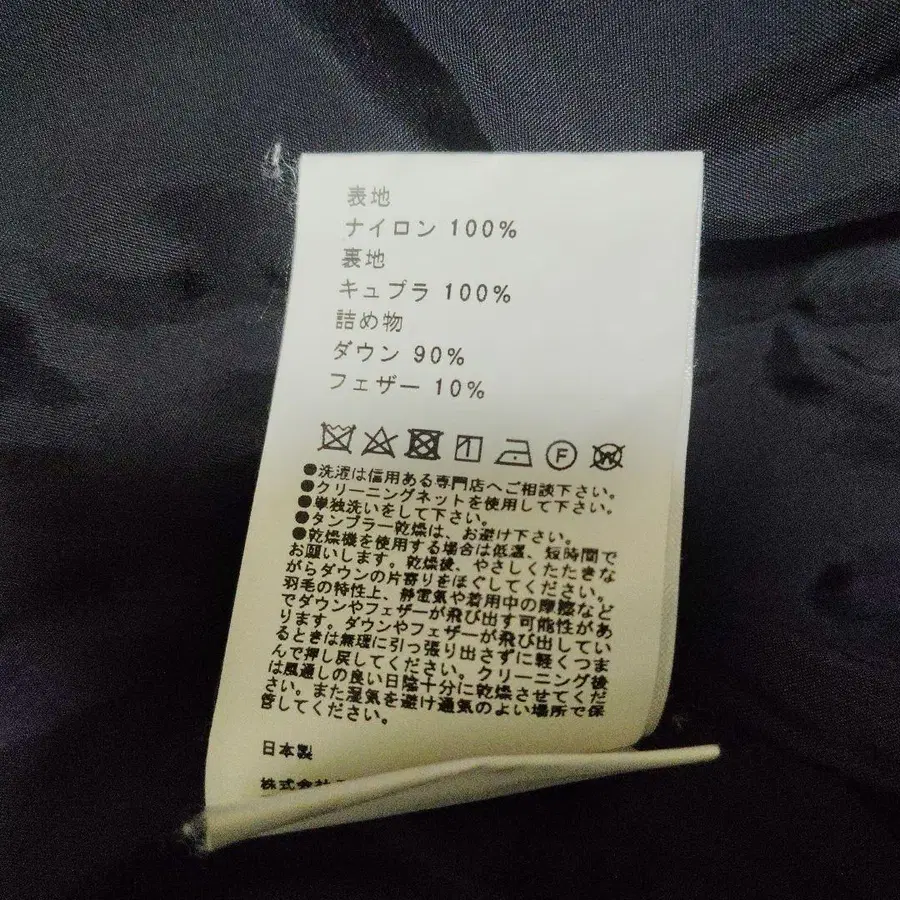 表地
ナイロン 100%
裏地
キュプラ 100%
詰め物
ダウン 90%
フェザー 10%
F
W
●洗濯は信用ある専門店へご相談下さい。
●クリーニングネットを使用して下さい。
●単独洗いをして下さい。
●タンブラー乾燥は、お避け下さい。
●乾燥機を使用する場合は低温、短時間で
お願いします。乾燥後、やさしくたたきな
がらダウンの片寄りをほぐしてください。
羽毛の特性上、静電気や着用中の摩擦など
でダウンやフェザーが飛び出す可能性があ
ります。ダウンやフェザーが飛び出してい
るときは無理に引っ張り出さずに軽くつま
んで押し戻してください。クリーニング後
は風通しの良い日陰十分に乾燥させてくだ
さい。また湿気を避け通気のよい場所で保
管してください。
日本製
株式会社